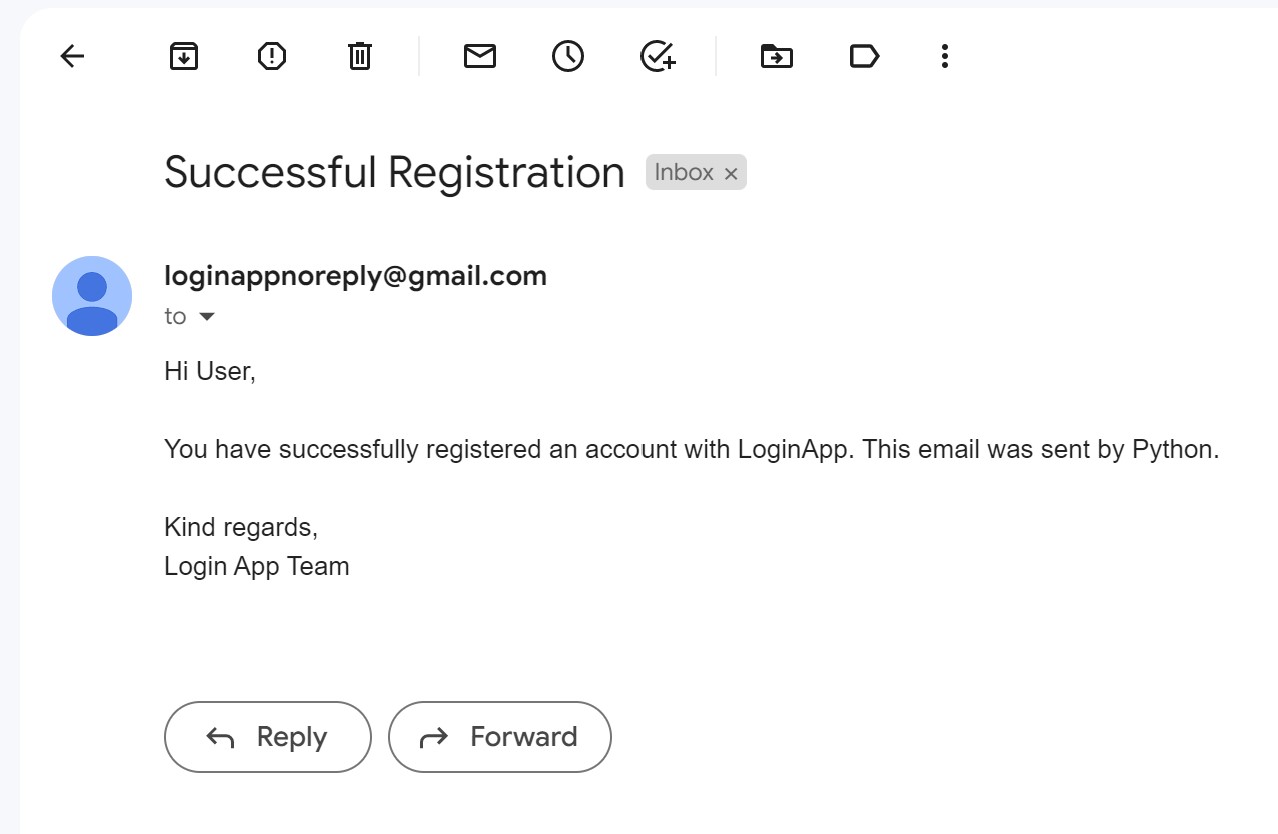 Successful Registration Inbox ×
loginappnoreply@gmail.com
to
Hi User,
You have successfully registered an account with LoginApp. This email was sent by Python.
Kind regards,
Login App Team
Reply Forward